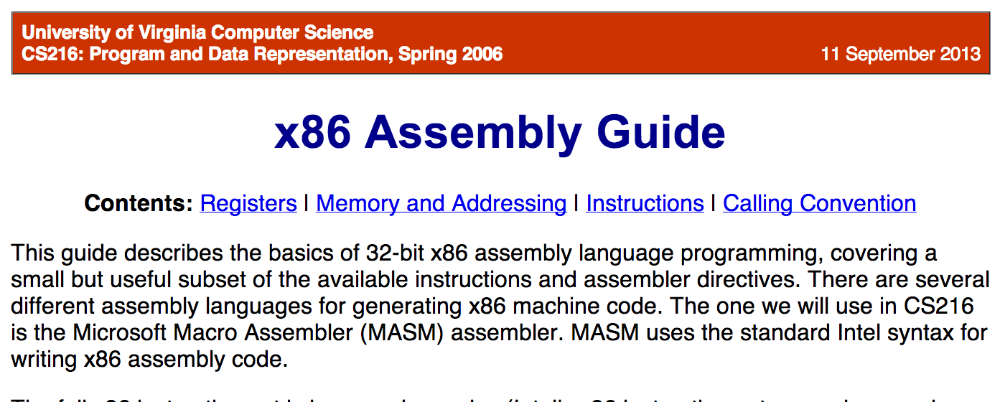 University of Virginia Computer Science
CS216: Program and Data Representation, Spring 2006
11 September 2013
x86 Assembly Guide
Contents: Registers | Memory and Addressing | Instructions | Calling Convention
This guide describes the basics of 32-bit x86 assembly language programming, covering a
small but useful subset of the available instructions and assembler directives. There are several
different assembly languages for generating x86 machine code. The one we will use in CS216
is the Microsoft Macro Assembler (MASM) assembler. MASM uses the standard Intel syntax for
writing x86 assembly code.